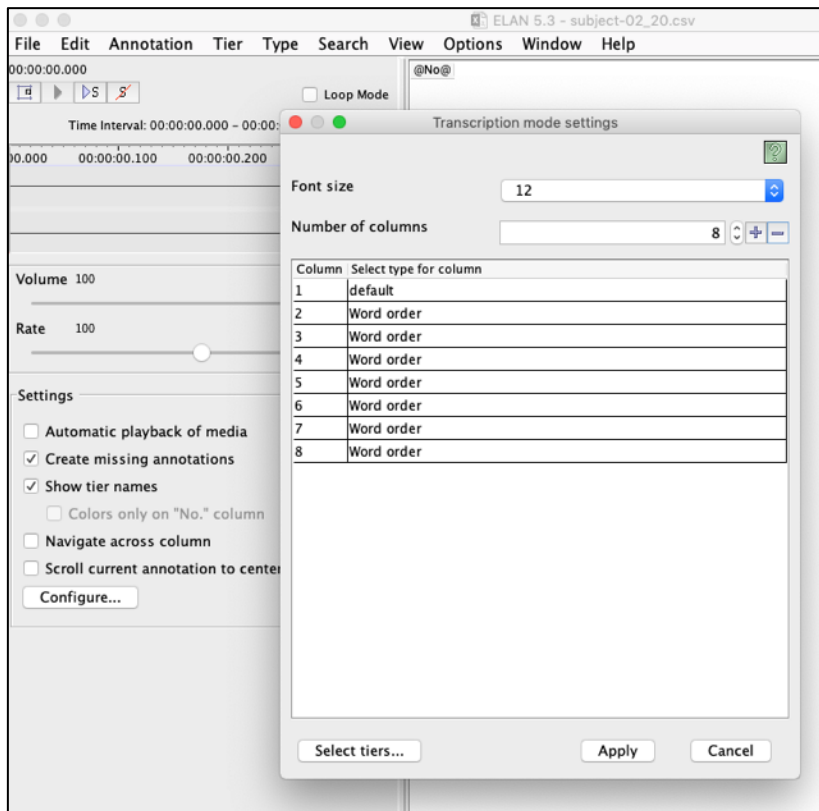 ELAN 5.3 - subject-02_20.csv
File Edit Annotation Tier Type Search View Options Window Help
00:00:00.000
S S
Loop Mode
@No@
Time Interval: 00:00:00.000 - 00:00:
00.000 00:00:00.100 00:00:00.200
Volume 100
Rate 100
Settings
Automatic playback of media
Create missing annotations
Show tier names
Colors only on "No." column
Navigate across column
Scroll current annotation to center
Configure...
Transcription mode settings
?
Font size 12
Number of columns 8 + -
Column Select type for column
1 default
2 Word order
3 Word order
4 Word order
5 Word order
6 Word order
7 Word order
8 Word order
Select tiers... Apply Cancel